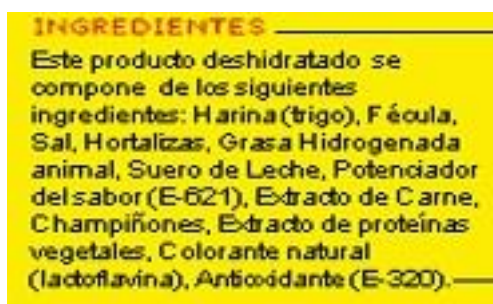 INGREDIENTES
Este producto deshidratado se
compone de los siguientes
ingredientes: Harina (trigo), Fécula,
Sal, Hortalizas, Grasa Hidrogenada
animal, Suero de Leche, Potenciador
del sabor (E-621), Extracto de Carne,
Champiñones, Extracto de proteínas
vegetales, Colorante natural
(lactoflavina), Antioxidante (E-320).